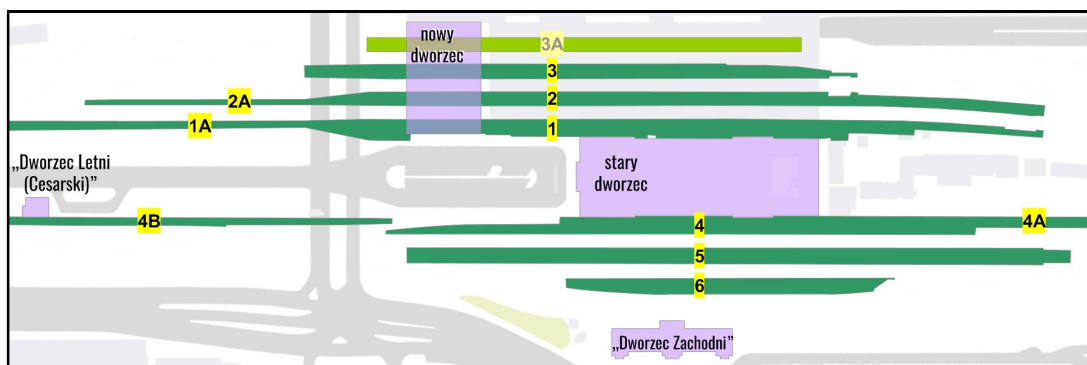 nowy
dworzec
3A
3
2A
2
1A
1
„Dworzec Letni
(Cesarski)”
stary
dworzec
4B
4
4A
5
6
„Dworzec Zachodni”